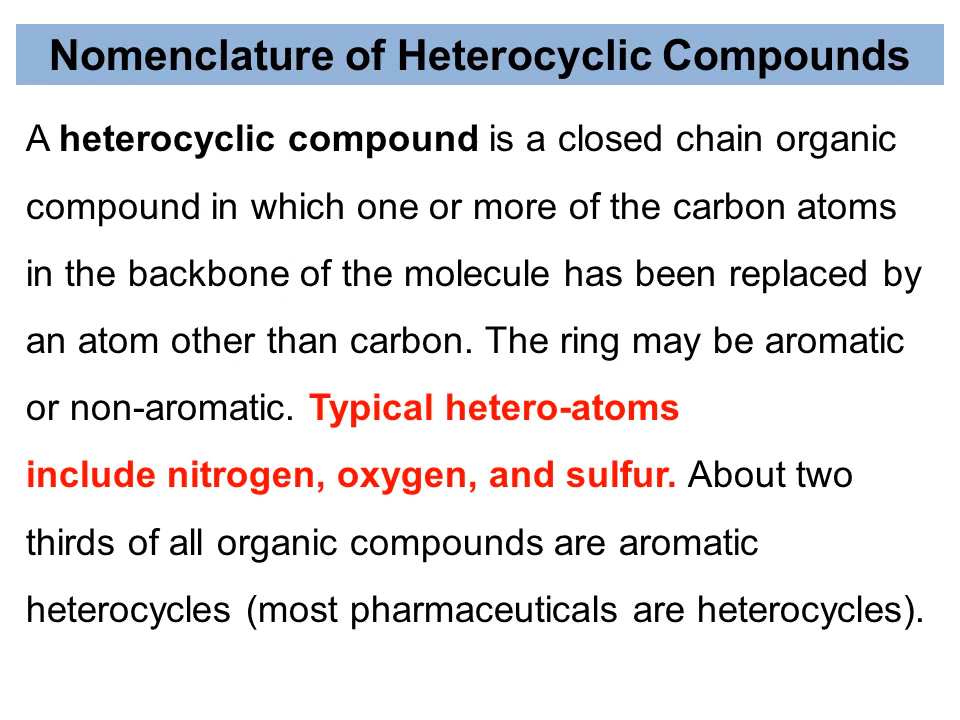 Nomenclature of Heterocyclic Compounds
A heterocyclic compound is a closed chain organic
compound in which one or more of the carbon atoms
in the backbone of the molecule has been replaced by
an atom other than carbon. The ring may be aromatic
or non-aromatic. Typical hetero-atoms
include nitrogen, oxygen, and sulfur. About two
thirds of all organic compounds are aromatic
heterocycles (most pharmaceuticals are heterocycles).